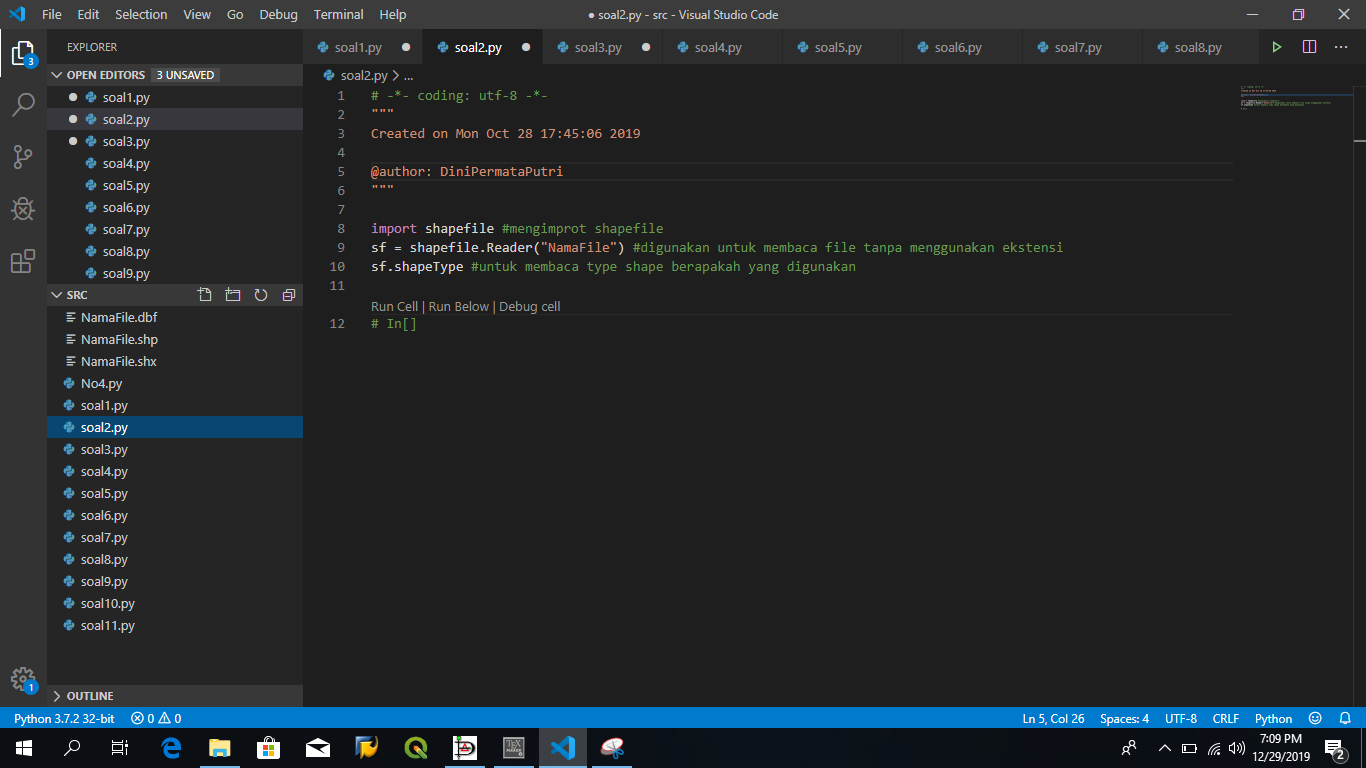 File Edit Selection View Go Debug Terminal Help ● soal2.py - src - Visual Studio Code
EXPLORER
soal1.py soal2.py soal3.py soal4.py soal5.py soal6.py soal7.py soal8.py
OPEN EDITORS 3 UNSAVED
soal1.py
soal2.py
soal3.py
soal4.py
soal5.py
soal6.py
soal7.py
soal8.py
soal9.py
SRC
NamaFile.dbf
NamaFile.shp
NamaFile.shx
No4.py
soal1.py
soal2.py
soal3.py
soal4.py
soal5.py
soal6.py
soal7.py
soal8.py
soal9.py
soal10.py
soal11.py
OUTLINE
3
1
soal2.py > ...
1 # -*- coding: utf-8 -*-
2 """
3 Created on Mon Oct 28 17:45:06 2019
4
5 @author: DiniPermataPutri
6 """
7
8 import shapefile #mengimprot shapefile
9 sf = shapefile.Reader("NamaFile") #digunakan untuk membaca file tanpa menggunakan ekstensi
10 sf.shapeType #untuk membaca type shape berapakah yang digunakan
11
Run Cell | Run Below | Debug cell
12 # In[]
Python 3.7.2 32-bit 0 0 Ln 5, Col 26 Spaces: 4 UTF-8 CRLF Python
TEX
MAKER
7:09 PM
12/29/2019
2